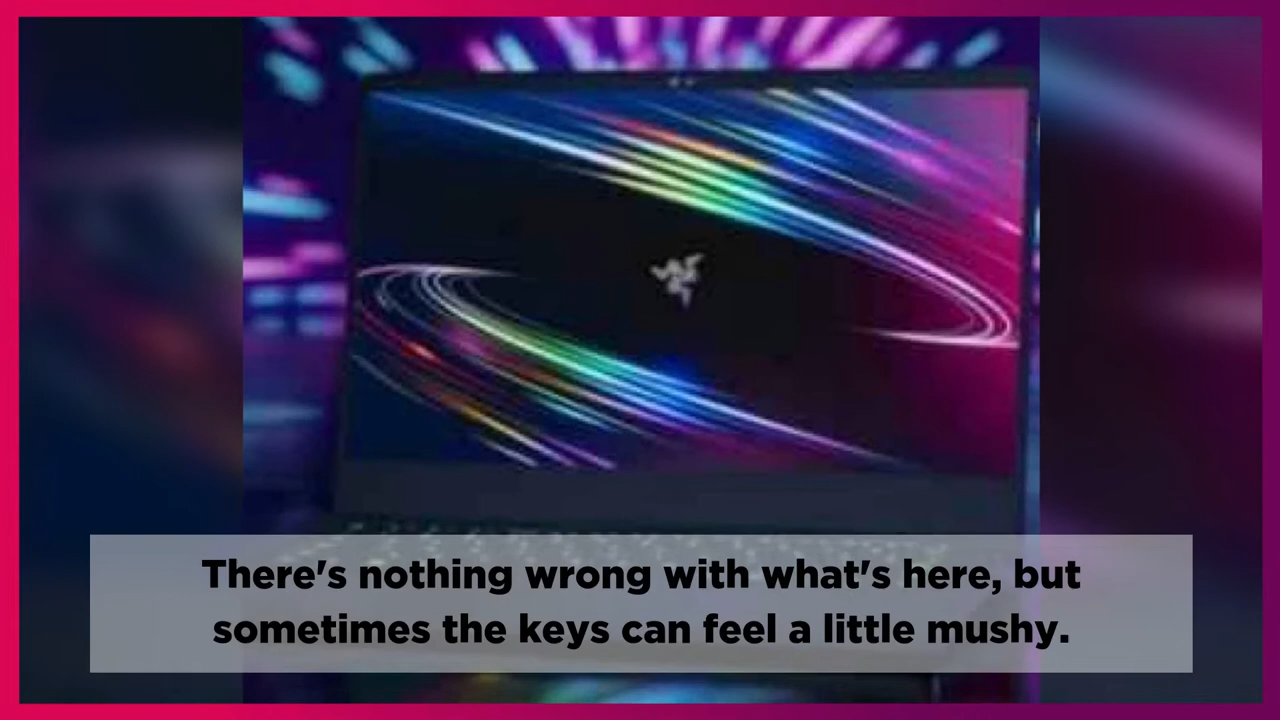 There's nothing wrong with what's here, but
sometimes the keys can feel a little mushy.